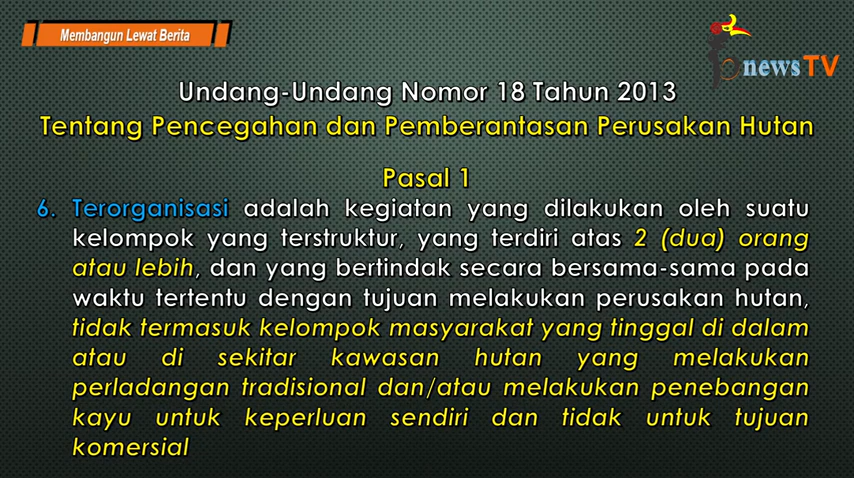 Membangun Lewat Berita
newsTV
Undang-Undang Nomor 18 Tahun 2013
Tentang Pencegahan dan Pemberantasan Perusakan Hutan
Pasal 1
6. Terorganisasi adalah kegiatan yang dilakukan oleh suatu
kelompok yang terstruktur, yang terdiri atas 2 (dua) orang
atau lebih, dan yang bertindak secara bersama-sama pada
waktu tertentu dengan tujuan melakukan perusakan hutan,
tidak termasuk kelompok masyarakat yang tinggal di dalam
atau di sekitar kawasan hutan yang melakukan
perladangan tradisional dan/atau melakukan penebangan
kayu untuk keperluan sendiri dan tidak untuk tujuan
komersial